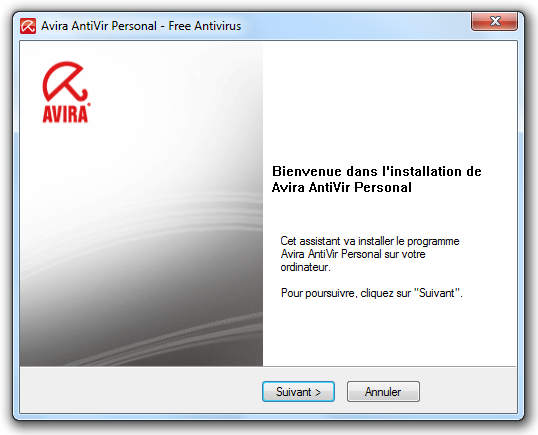 Avira AntiVir Personal - Free Antivirus
AVIRA®
Bienvenue dans l'installation de
Avira AntiVir Personal
Cet assistant va installer le programme
Avira AntiVir Personal sur votre
ordinateur.
Pour poursuivre, cliquez sur "Suivant".
Suivant >
Annuler